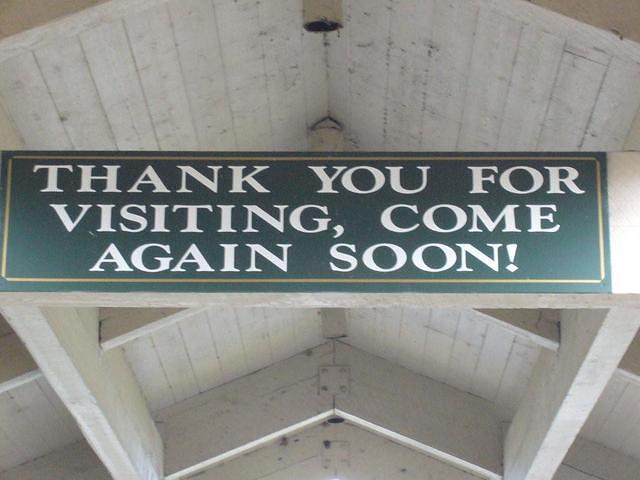 THANK YOU FOR
VISITING, COME
AGAIN SOON!